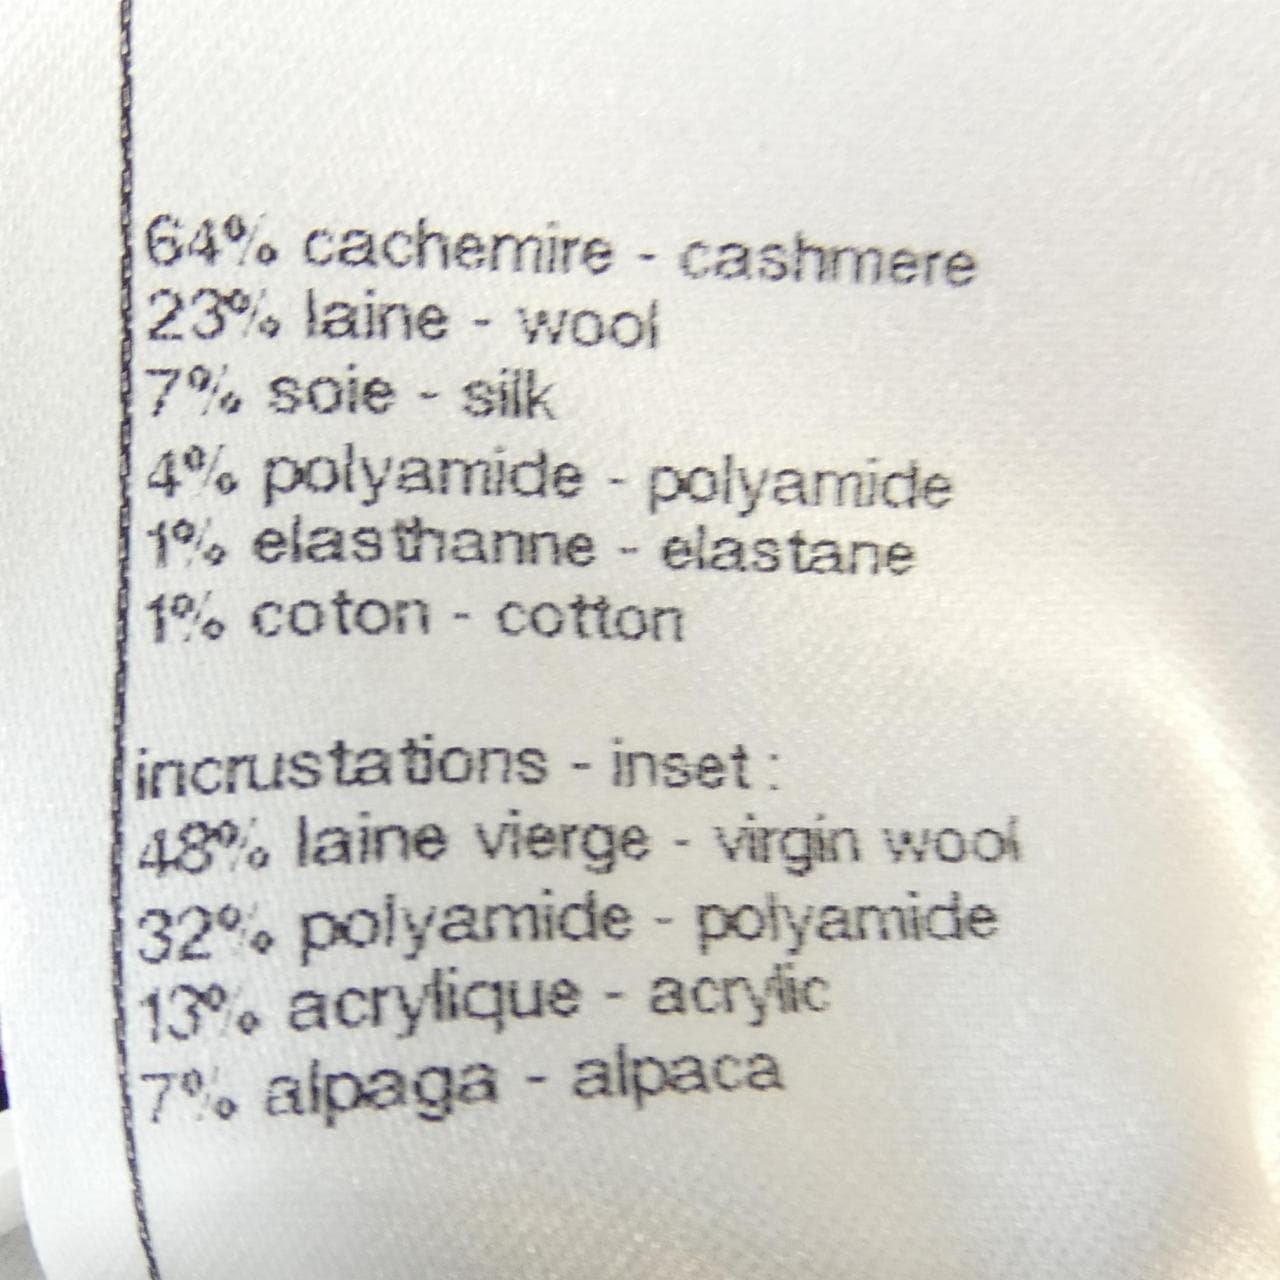 64% cachemire - cashmere
23% laine - wool
7% soie - silk
4% polyamide - polyamide
1% elasthanne - elastane
1% coton - cotton
incrustations - inset :
48% laine vierge - virgin wool
32% polyamide - polyamide
13% acrylique - acrylic
7% alpaga - alpaca